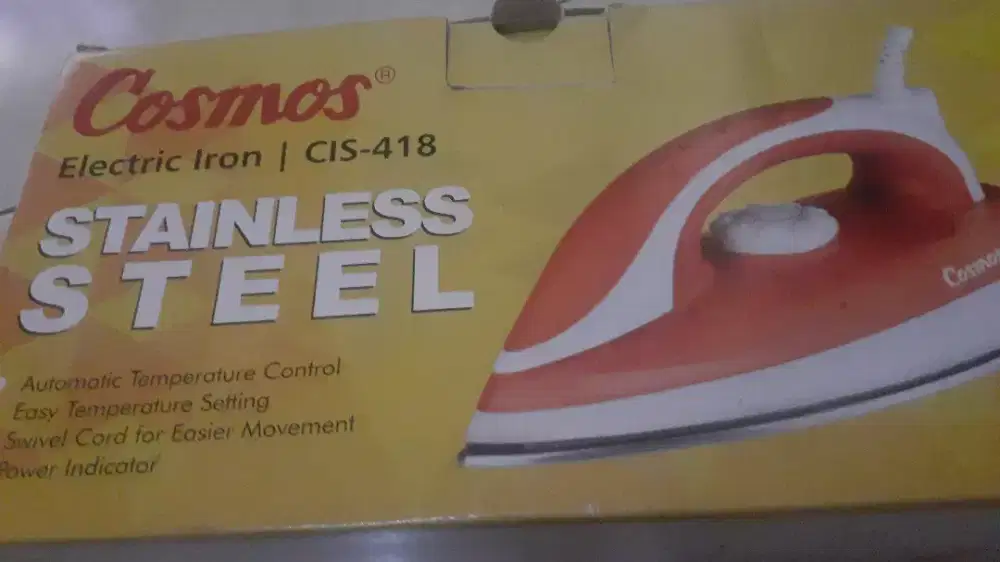 Cosmos®
Electric Iron | CIS-418
STAINLESS
STEEL
Automatic Temperature Control
Easy Temperature Setting
Swivel Cord for Easier Movement
Power Indicator
Cosmos